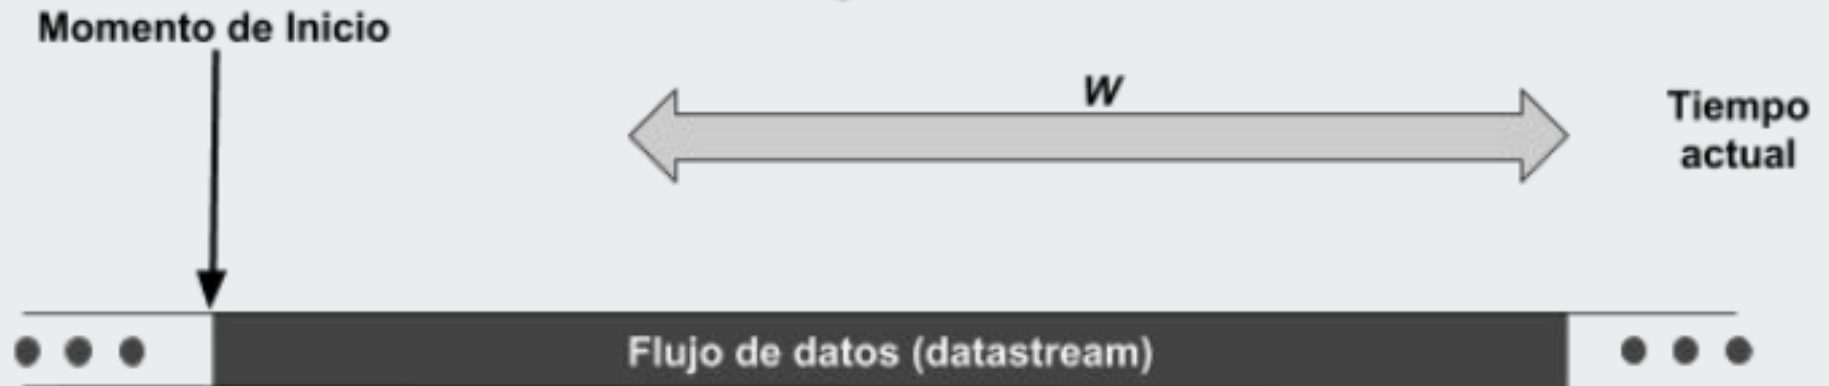 Momento de Inicio
W
Tiempo
actual
Flujo de datos (datastream)